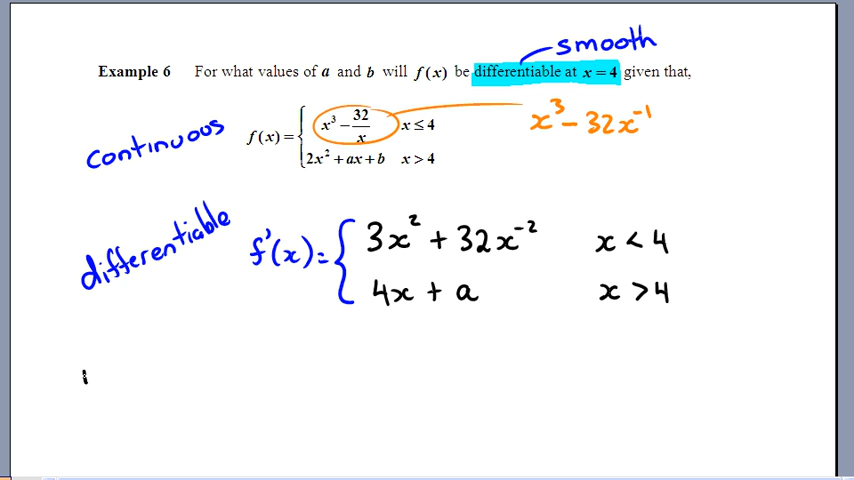 smooth
Example 6 For what values of a and b will f(x) be differentiable at x = 4 given that,
continuous f(x) = { x³ − 32/x x ≤ 4
x³ − 32x⁻¹
2x² + ax + b x > 4
differentiable f'(x) = { 3x² + 32x⁻² x < 4
4x + a x > 4